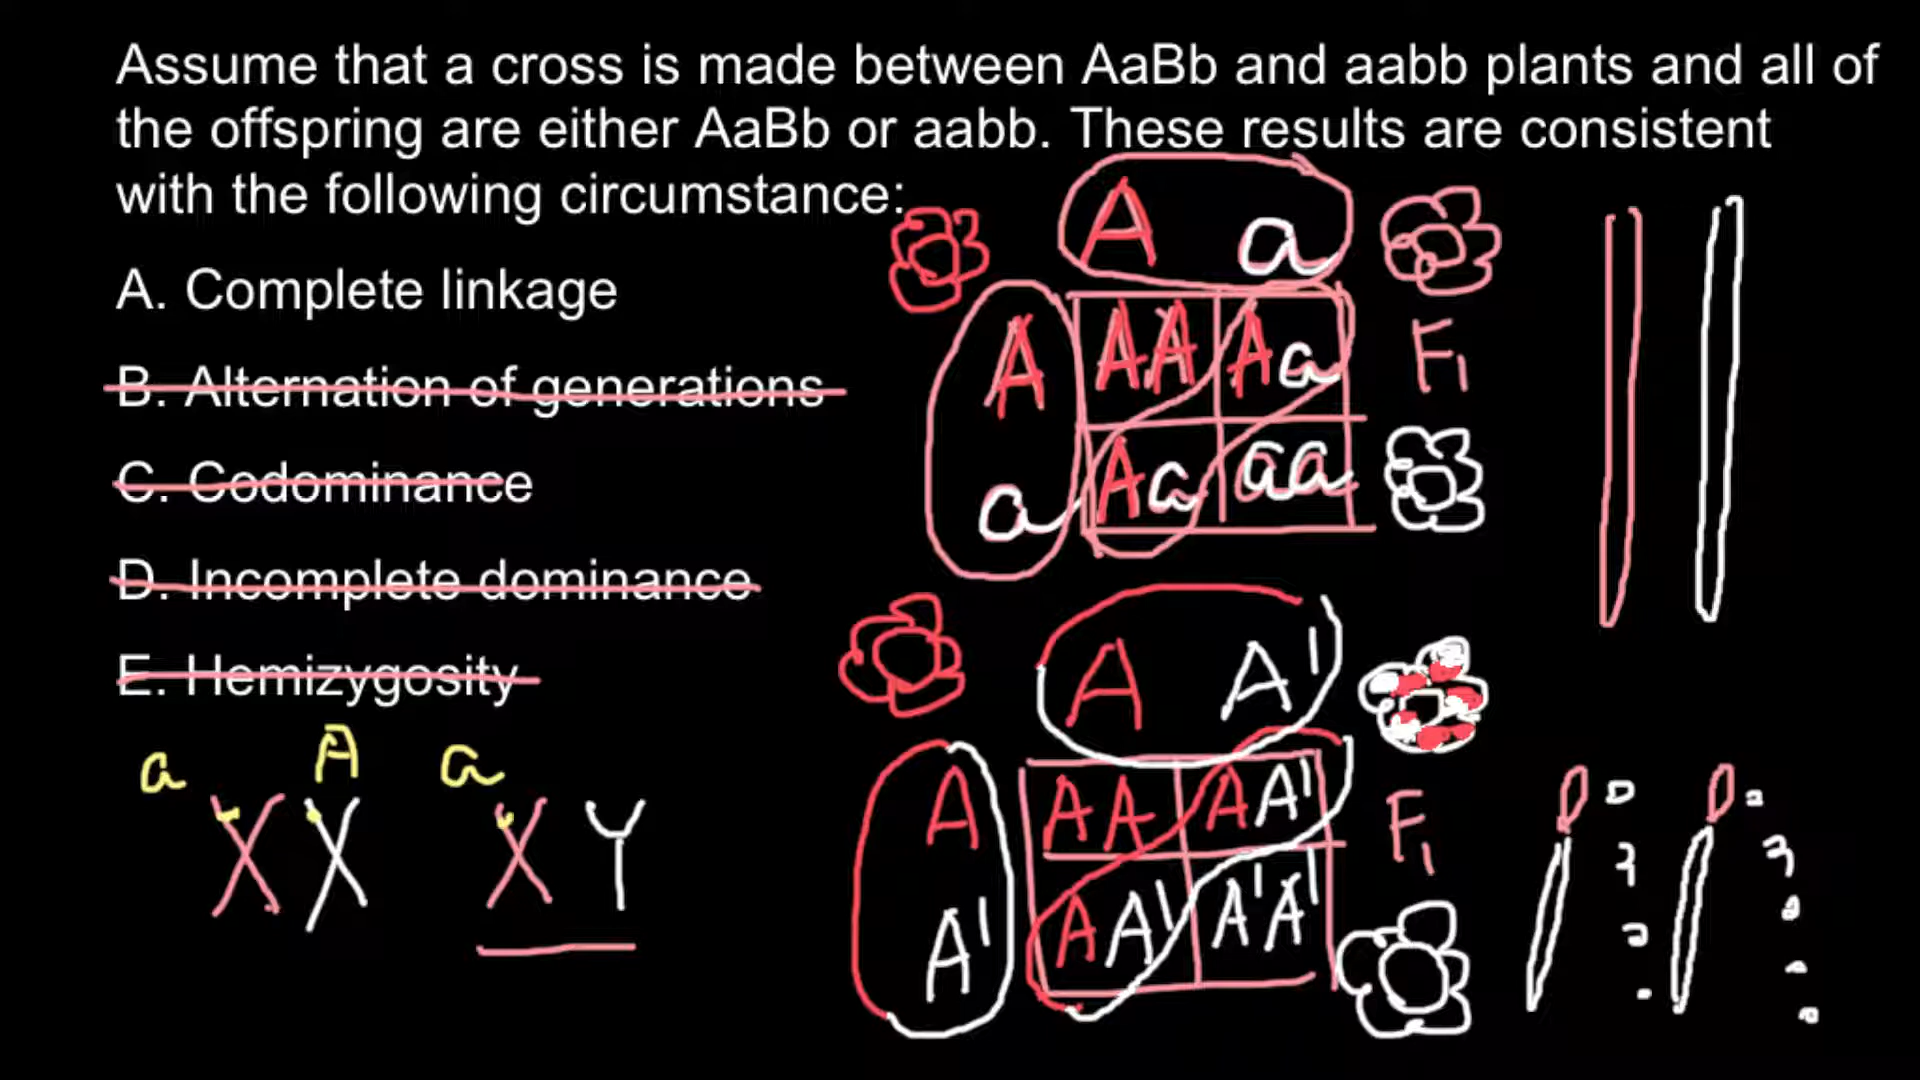 Assume that a cross is made between AaBb and aabb plants and all of
the offspring are either AaBb or aabb. These results are consistent
with the following circumstance:
A. Complete linkage
B. Alternation of generations
C. Codominance
D. Incomplete dominance
E. Hemizygosity
a A a
X X X Y
A a
A AA Aa F1
a Aa aa
A A'
A AA AA' F1
A' AA' A'A'